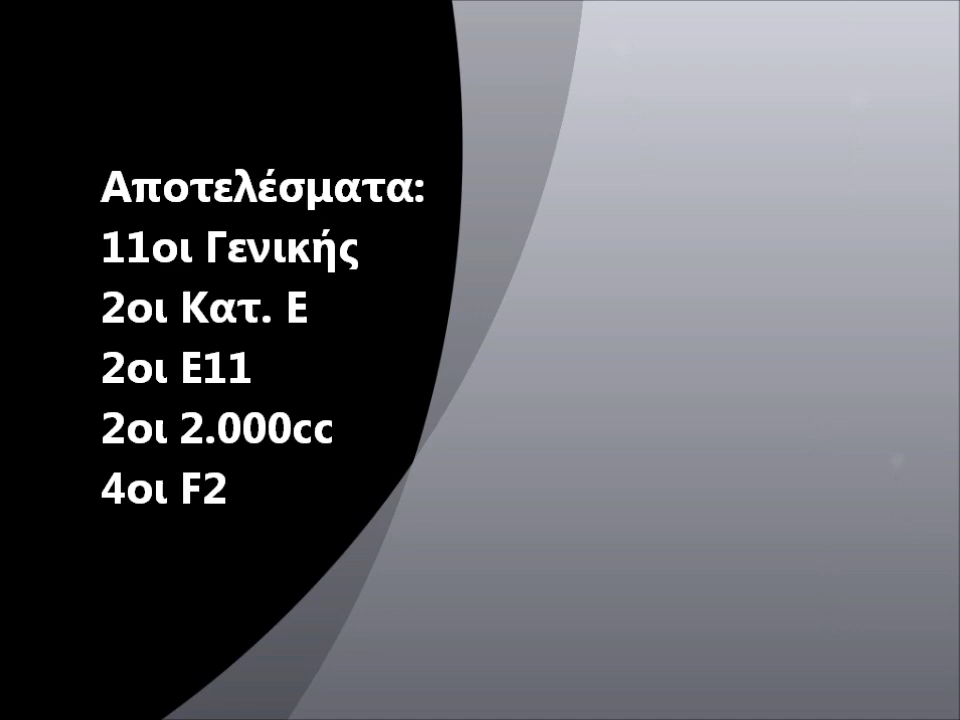 Αποτελέσματα:
11οι Γενικής
2οι Κατ. Ε
2οι Ε11
2οι 2.000cc
4οι F2